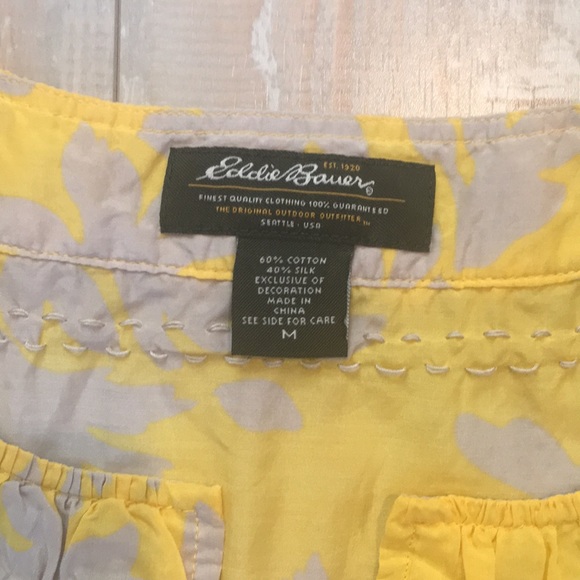 EST. 1920
Eddie Bauer®
FINEST QUALITY CLOTHING 100% GUARANTEED
THE ORIGINAL OUTDOOR OUTFITTER™
SEATTLE · USA
60% COTTON
40% SILK
EXCLUSIVE OF
DECORATION
MADE IN
CHINA
SEE SIDE FOR CARE
M